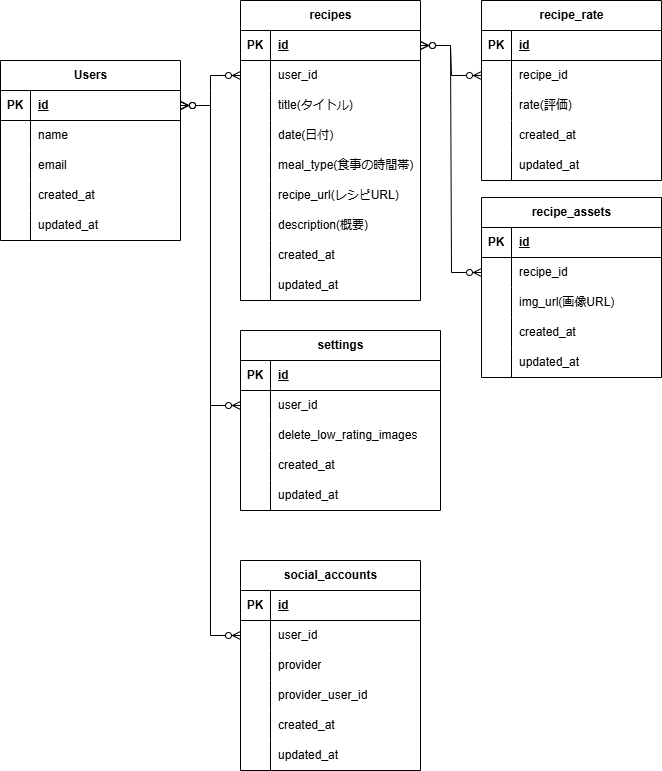 Users
PK id
name
email
created_at
updated_at
recipes
PK id
user_id
title(タイトル)
date(日付)
meal_type(食事の時間帯)
recipe_url(レシピURL)
description(概要)
created_at
updated_at
recipe_rate
PK id
recipe_id
rate(評価)
created_at
updated_at
recipe_assets
PK id
recipe_id
img_url(画像URL)
created_at
updated_at
settings
PK id
user_id
delete_low_rating_images
created_at
updated_at
social_accounts
PK id
user_id
provider
provider_user_id
created_at
updated_at